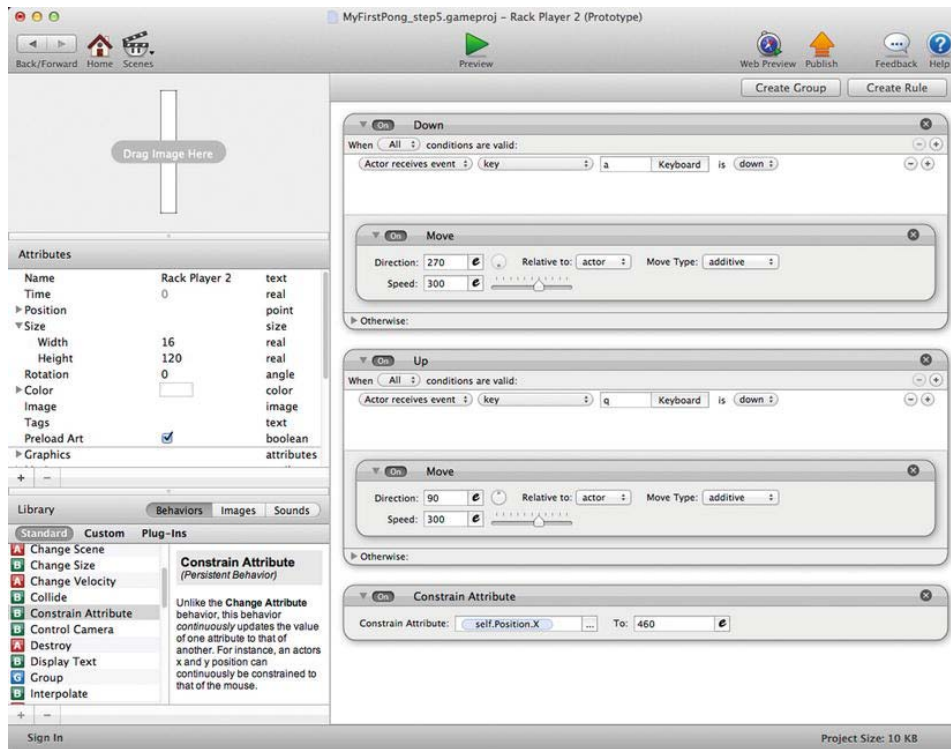 MyFirstPong_step5.gameproj – Rack Player 2 (Prototype)
Back/Forward Home Scenes Preview Web Preview Publish Feedback Help
Create Group Create Rule
Drag Image Here
Attributes
Name Rack Player 2 text
Time 0 real
Position point
Size size
Width 16 real
Height 120 real
Rotation 0 angle
Color color
Image image
Tags text
Preload Art boolean
Graphics attributes
+ −
Library Behaviors Images Sounds
Standard Custom Plug-Ins
A Change Scene
B Change Size
A Change Velocity
B Collide
B Constrain Attribute
B Control Camera
A Destroy
B Display Text
G Group
B Interpolate
Constrain Attribute
(Persistent Behavior)
Unlike the Change Attribute
behavior, this behavior
continuously updates the value
of one attribute to that of
another. For instance, an actors
x and y position can
continuously be constrained to
that of the mouse.
+ −
On Down
When All conditions are valid:
Actor receives event key a Keyboard is down
On Move
Direction: 270 e Relative to: actor Move Type: additive
Speed: 300 e
Otherwise:
On Up
When All conditions are valid:
Actor receives event key q Keyboard is down
On Move
Direction: 90 e Relative to: actor Move Type: additive
Speed: 300 e
Otherwise:
On Constrain Attribute
Constrain Attribute: self.Position.X ... To: 460 e
Sign In Project Size: 10 KB